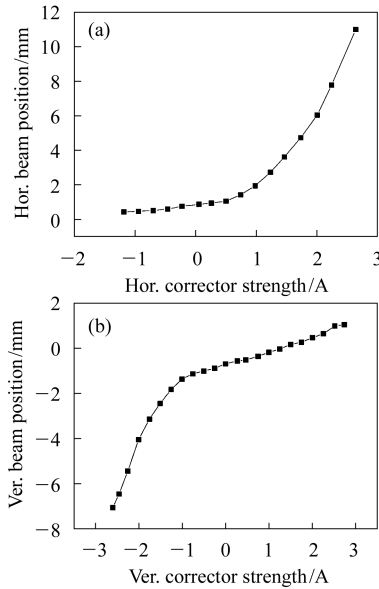 (a)
12
10
8
6
4
2
0
Hor. beam position/mm
−2 −1 0 1 2 3
Hor. corrector strength/A
(b)
2
0
−2
−4
−6
−8
Ver. beam position/mm
−3 −2 −1 0 1 2 3
Ver. corrector strength/A